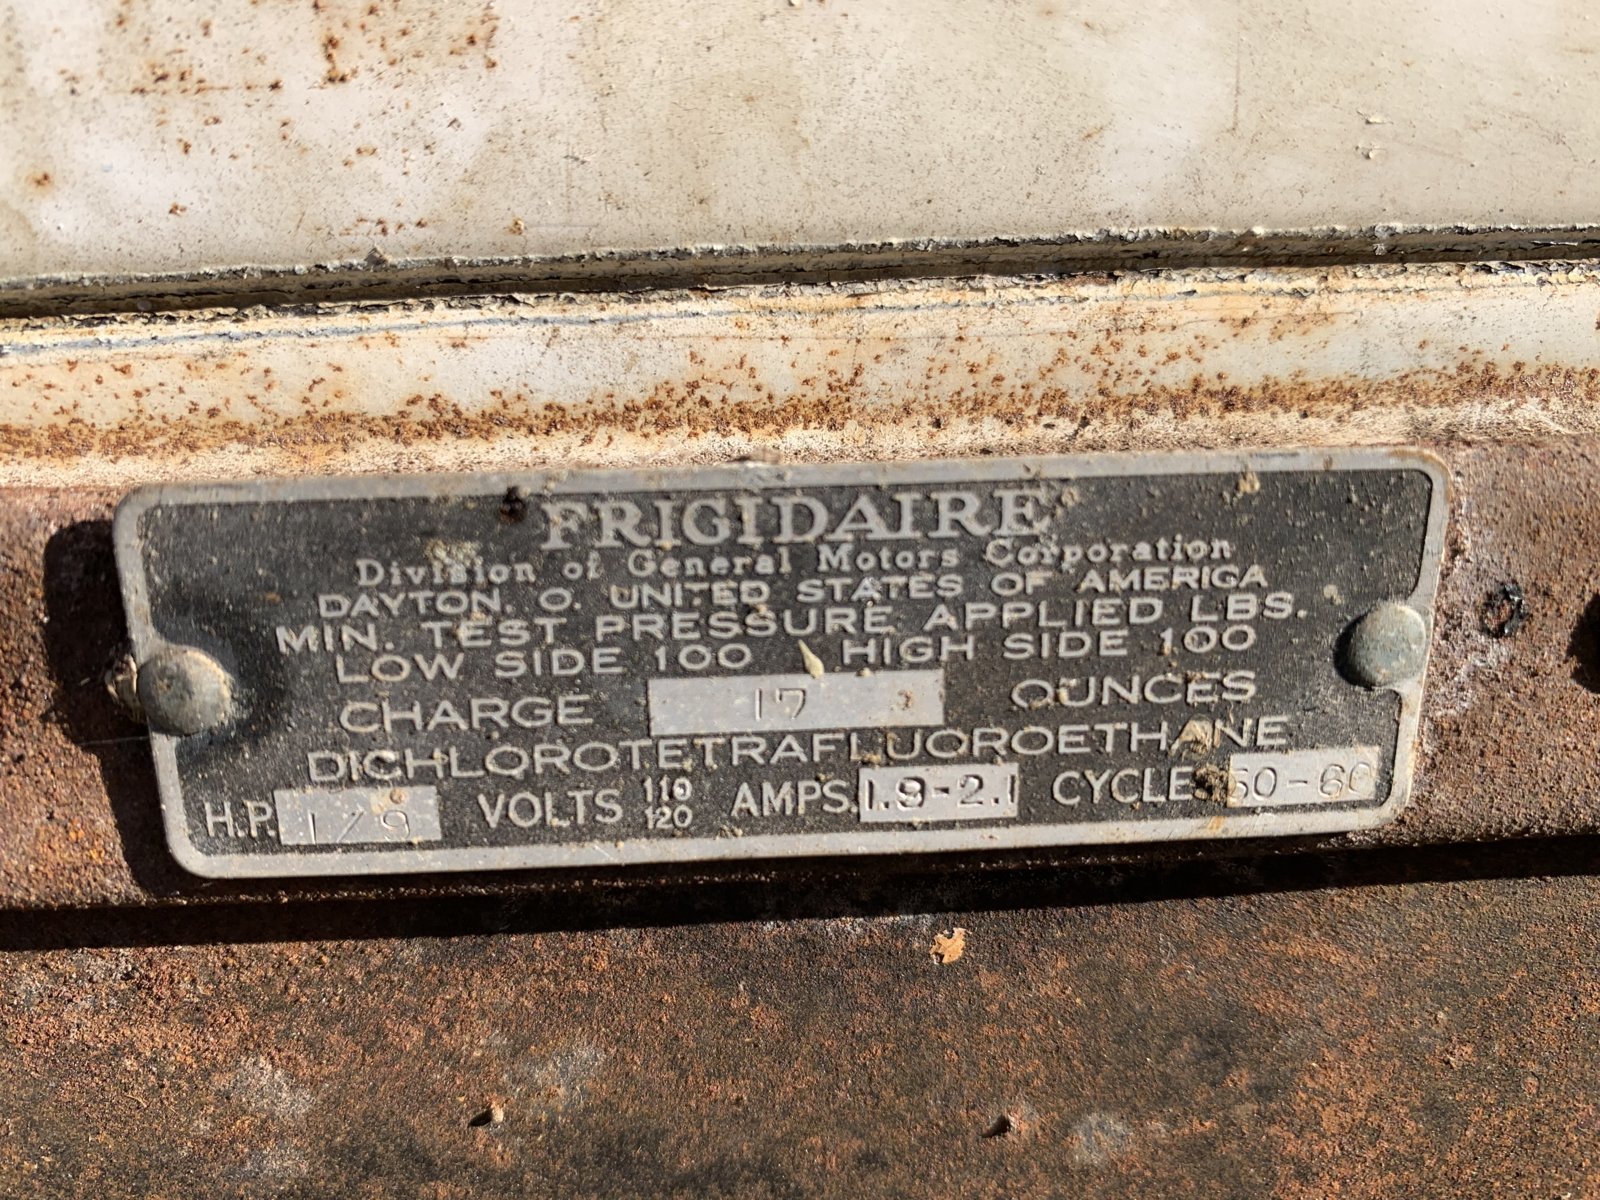 FRIGIDAIRE
Division of General Motors Corporation
DAYTON, O. UNITED STATES OF AMERICA
MIN. TEST PRESSURE APPLIED LBS.
LOW SIDE 100 HIGH SIDE 100
CHARGE 17 OUNCES
DICHLOROTETRAFLUOROETHANE
H.P. 1/9 VOLTS 110 120 AMPS. 1.9-2.1 CYCLES 50-60